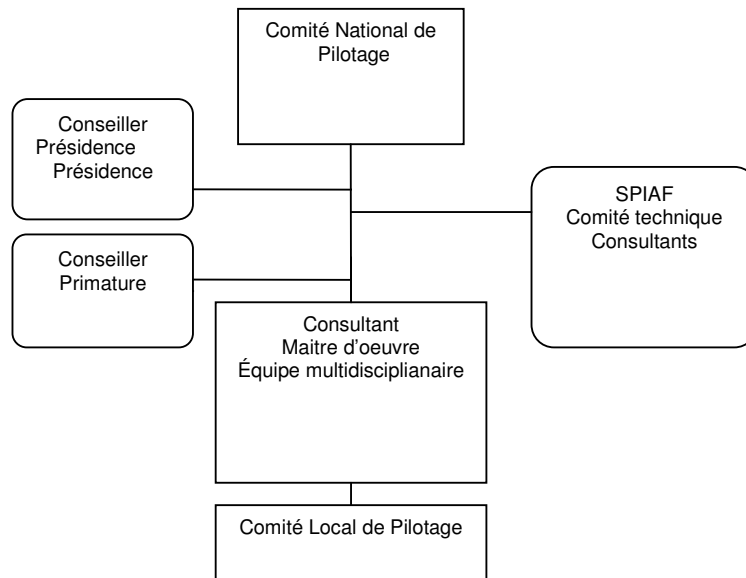 Comité National de
Pilotage
Conseiller
Présidence
Présidence
SPIAF
Comité technique
Consultants
Conseiller
Primature
Consultant
Maitre d'oeuvre
Équipe multidisciplianaire
Comité Local de Pilotage